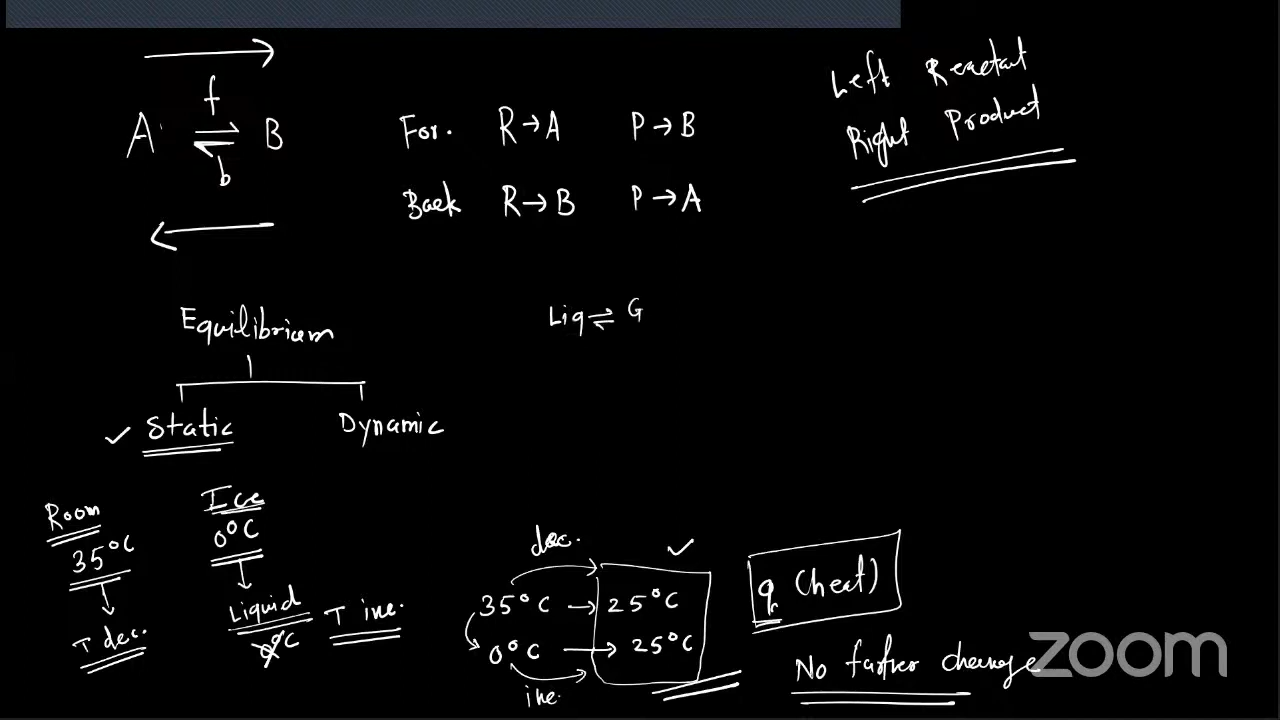 f
A ⇌ B
b
For. R→A P→B
Back R→B P→A
Left Reactant
Right Product
Equilibrium
Liq ⇌ G
Static Dynamic
Room
35°C
T dec.
Ice
0°C
Liquid
0°C
T inc.
dec.
35°C → 25°C
0°C → 25°C
inc.
q (heat)
No further change
zoom